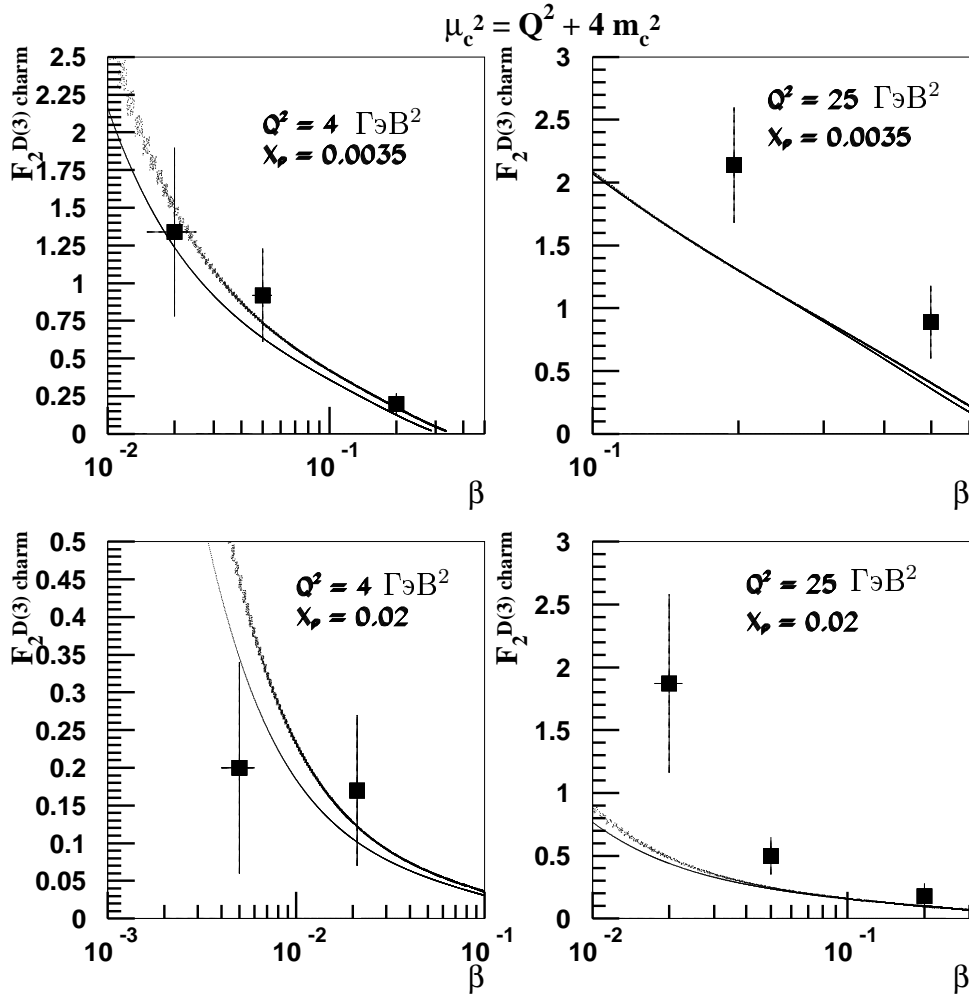 μc² = Q² + 4 mc²
F₂^D(3) charm
2.5
2.25
2
1.75
1.5
1.25
1
0.75
0.5
0.25
0
Q² = 4 ГэВ²
X𝓅 = 0.0035
10⁻²
10⁻¹
β
F₂^D(3) charm
3
2.5
2
1.5
1
0.5
0
Q² = 25 ГэВ²
X𝓅 = 0.0035
10⁻¹
β
F₂^D(3) charm
0.5
0.45
0.4
0.35
0.3
0.25
0.2
0.15
0.1
0.05
0
Q² = 4 ГэВ²
X𝓅 = 0.02
10⁻³
10⁻²
10⁻¹
β
F₂^D(3) charm
3
2.5
2
1.5
1
0.5
0
Q² = 25 ГэВ²
X𝓅 = 0.02
10⁻²
10⁻¹
β